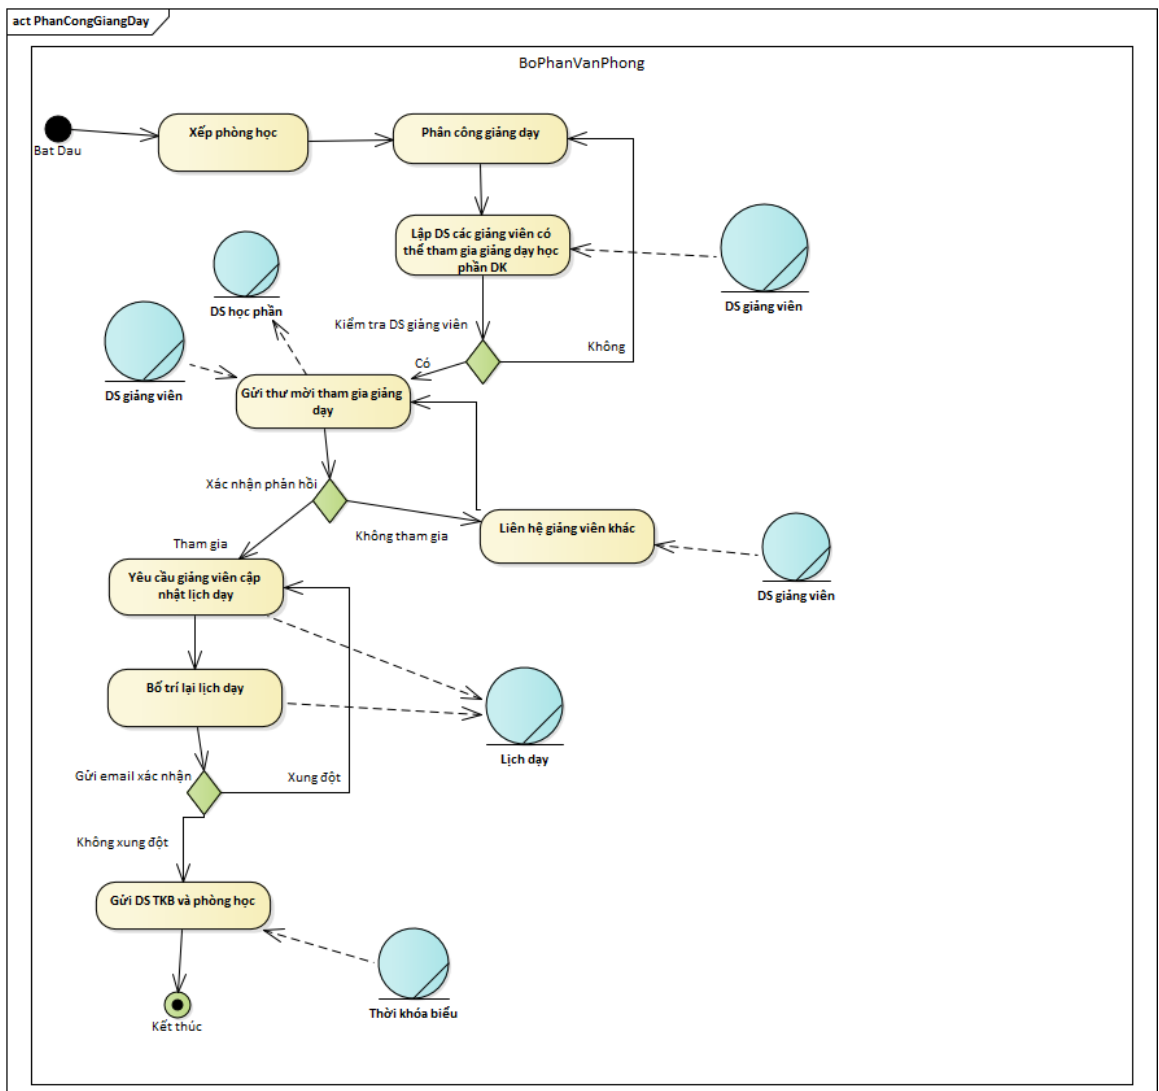 act PhanCongGiangDay
BoPhanVanPhong
Bat Dau
Xếp phòng học
Phân công giảng dạy
Lập DS các giảng viên có
thể tham gia giảng dạy học
phần DK
DS giảng viên
DS học phần
Kiểm tra DS giảng viên
Không
Có
DS giảng viên
Gửi thư mời tham gia giảng
dạy
Xác nhận phản hồi
Không tham gia
Liên hệ giảng viên khác
DS giảng viên
Tham gia
Yêu cầu giảng viên cập
nhật lịch dạy
Bố trí lại lịch dạy
Lịch dạy
Gửi email xác nhận
Xung đột
Không xung đột
Gửi DS TKB và phòng học
Thời khóa biểu
Kết thúc